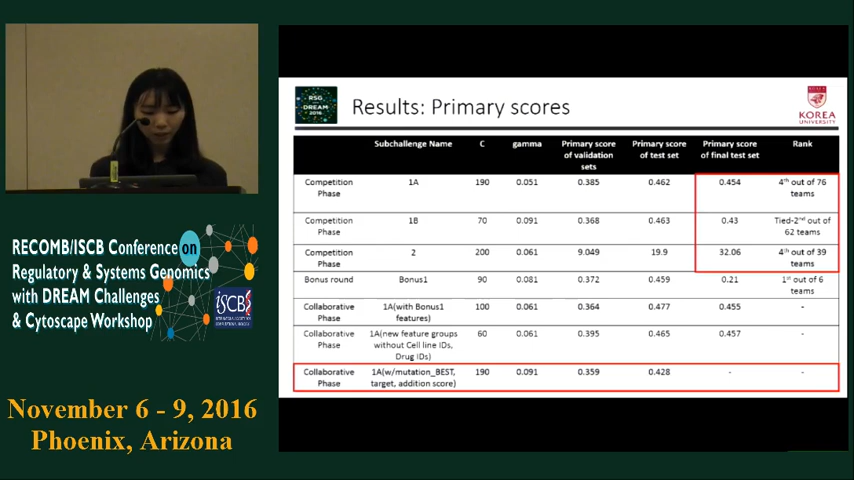 RSG
DREAM
2016
Results: Primary scores
KOREA
UNIVERSITY
Subchallenge Name C gamma Primary score of validation sets Primary score of test set Primary score of final test set Rank
Competition Phase 1A 190 0.051 0.385 0.462 0.454 4th out of 76 teams
Competition Phase 1B 70 0.091 0.368 0.463 0.43 Tied-2nd out of 62 teams
Competition Phase 2 200 0.061 9.049 19.9 32.06 4th out of 39 teams
Bonus round Bonus1 90 0.081 0.372 0.459 0.21 1st out of 6 teams
Collaborative Phase 1A(with Bonus1 features) 100 0.061 0.364 0.477 0.455 -
Collaborative Phase 1A(new feature groups without Cell line IDs, Drug IDs) 60 0.061 0.395 0.465 0.457 -
Collaborative Phase 1A(w/mutation_BEST, target, addition score) 190 0.091 0.359 0.428 - -
RECOMB/ISCB Conference on
Regulatory & Systems Genomics
with DREAM Challenges
& Cytoscape Workshop
ISCB
November 6 - 9, 2016
Phoenix, Arizona